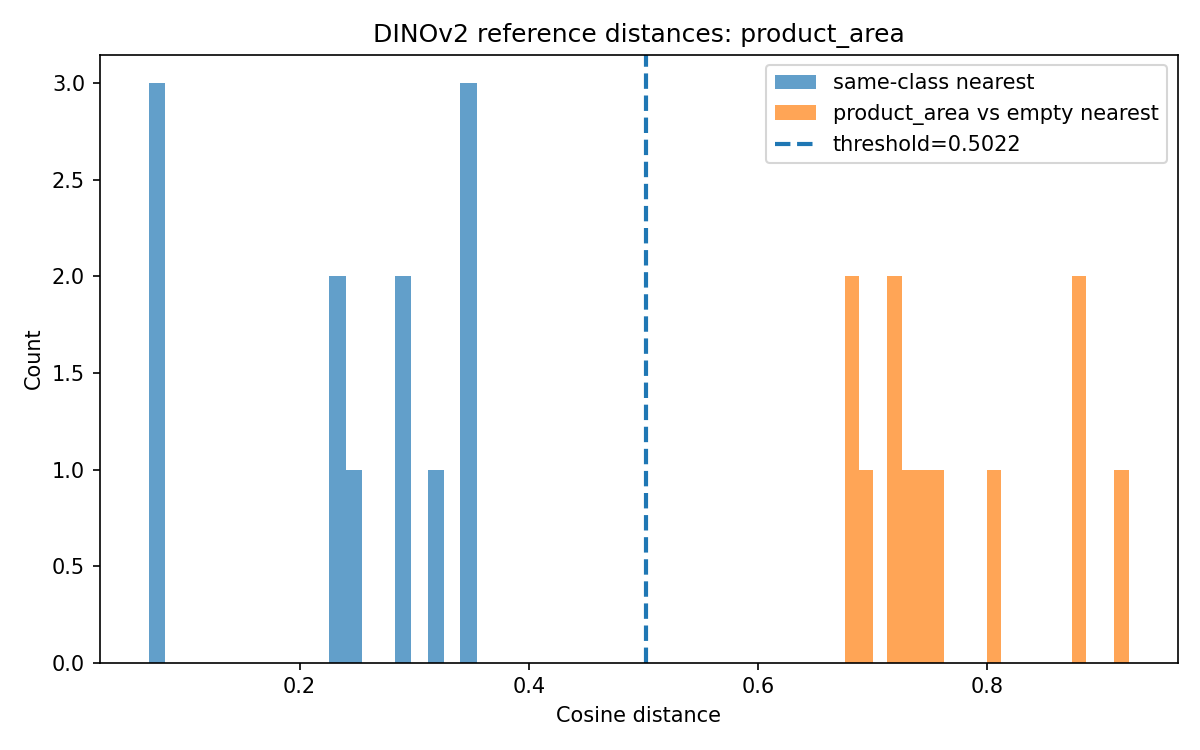 DINOv2 reference distances: product_area
same-class nearest
product_area vs empty nearest
threshold=0.5022
Count
3.0
2.5
2.0
1.5
1.0
0.5
0.0
0.2 0.4 0.6 0.8
Cosine distance